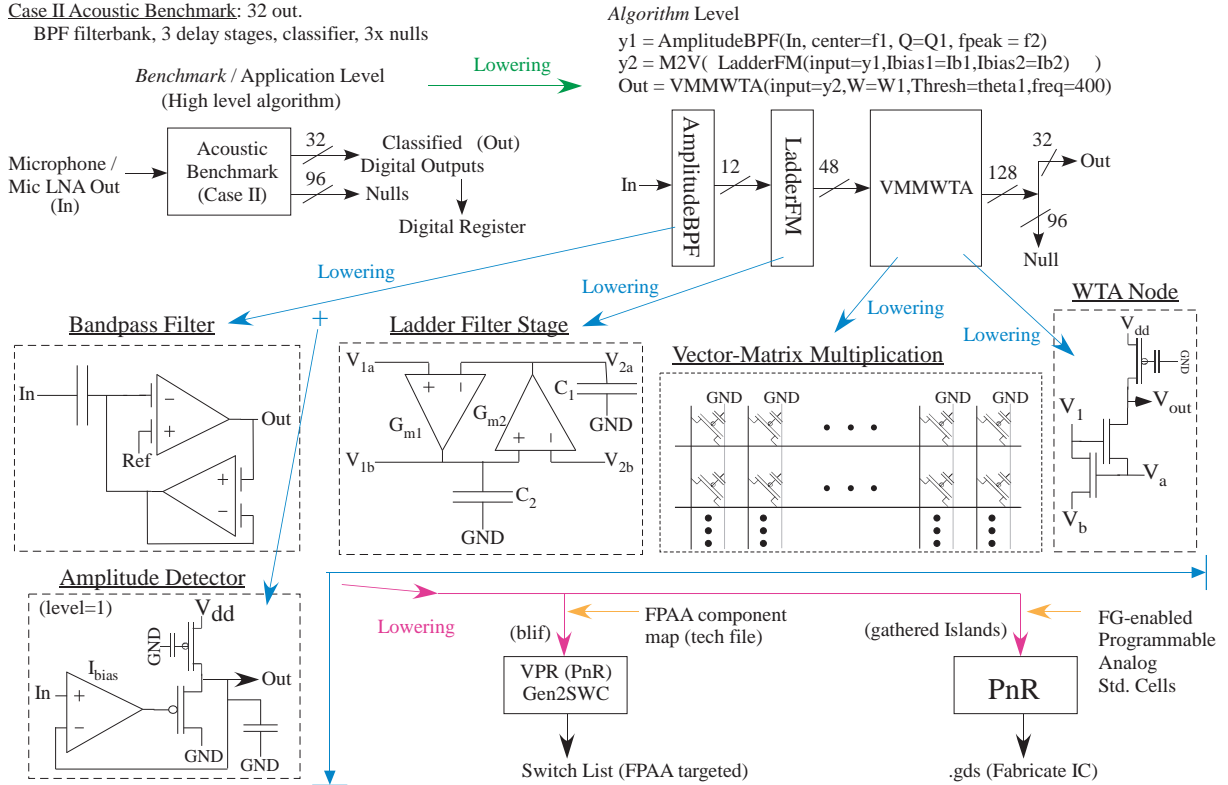 Case II Acoustic Benchmark: 32 out.
BPF filterbank, 3 delay stages, classifier, 3x nulls
Benchmark / Application Level
(High level algorithm)
Lowering
Algorithm Level
y1 = AmplitudeBPF(In, center=f1, Q=Q1, fpeak = f2)
y2 = M2V( LadderFM(input=y1,Ibias1=Ib1,Ibias2=Ib2) )
Out = VMMWTA(input=y2,W=W1,Thresh=theta1,freq=400)
Microphone /
Mic LNA Out
(In)
Acoustic
Benchmark
(Case II)
32
96
Classified (Out)
Digital Outputs
Nulls
Digital Register
In
AmplitudeBPF
12
LadderFM
48
VMMWTA
128
32
Out
96
Null
Lowering
Lowering
Lowering
Lowering
+
Bandpass Filter
In
−
+
Ref
Out
+
−
Ladder Filter Stage
V1a
V2a
+ −
Gm1
Gm2
C1
GND
+ −
V1b
V2b
C2
GND
Vector-Matrix Multiplication
GND GND GND GND
WTA Node
Vdd
GND
V1
Vout
Va
Vb
Amplitude Detector
(level=1)
Vdd
GND
Ibias
In
+
−
Out
GND
GND
Lowering
(blif)
FPAA component
map (tech file)
VPR (PnR)
Gen2SWC
Switch List (FPAA targeted)
(gathered Islands)
FG-enabled
Programmable
Analog
Std. Cells
PnR
.gds (Fabricate IC)